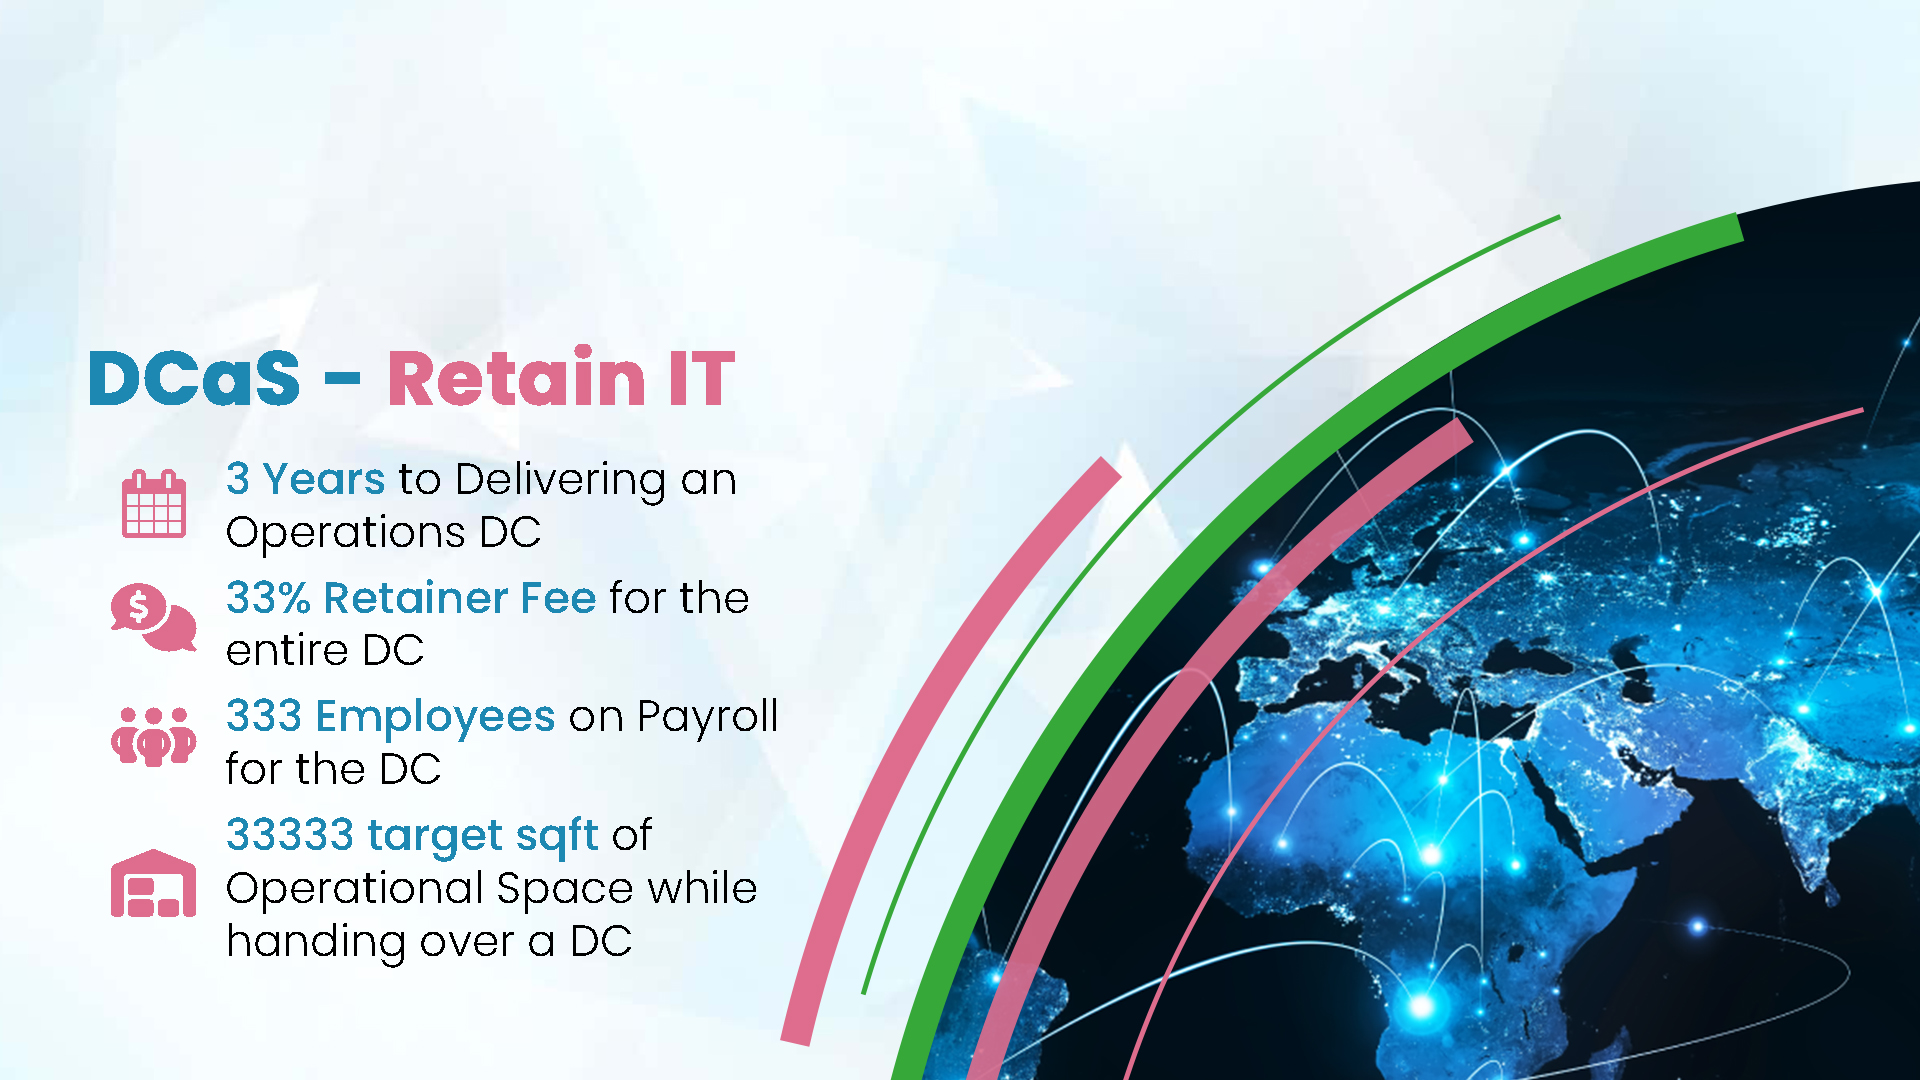 DCaS – Retain IT
3 Years to Delivering an
Operations DC
33% Retainer Fee for the
entire DC
333 Employees on Payroll
for the DC
33333 target sqft of
Operational Space while
handing over a DC